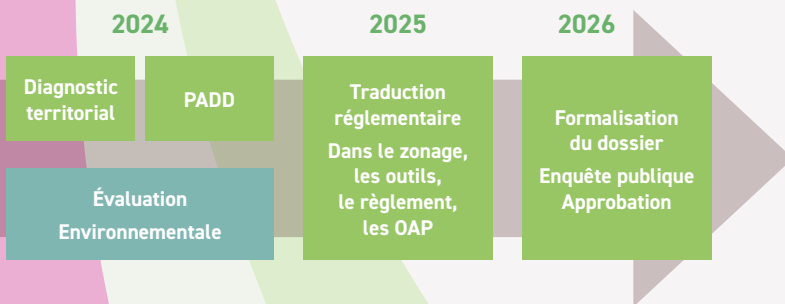 2024
2025
2026
Diagnostic
territorial
PADD
Évaluation
Environnementale
Traduction
réglementaire
Dans le zonage,
les outils,
le règlement,
les OAP
Formalisation
du dossier
Enquête publique
Approbation